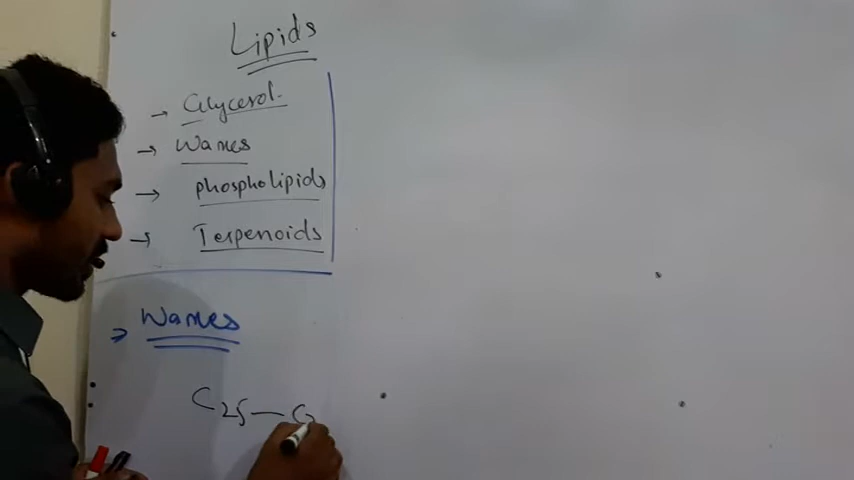 Lipids
→ Glycerol.
→ Waxes
→ phospholipids
→ Terpenoids
⇒ Waxes
C25 — C